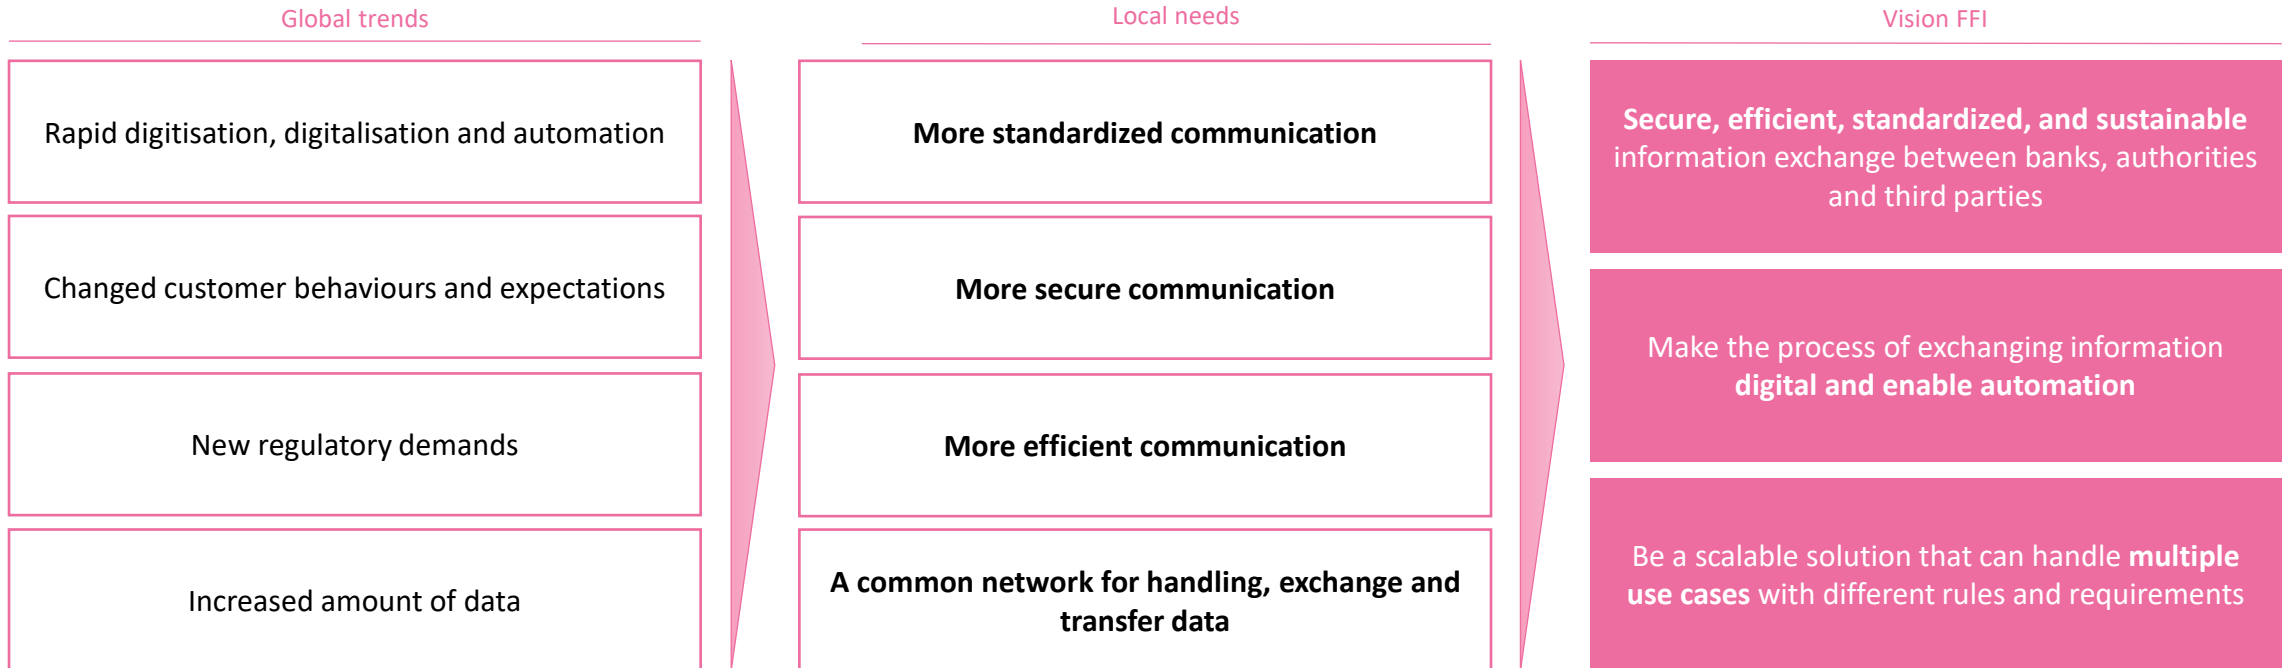 Global trends
Rapid digitisation, digitalisation and automation
Changed customer behaviours and expectations
New regulatory demands
Increased amount of data
Local needs
More standardized communication
More secure communication
More efficient communication
A common network for handling, exchange and
transfer data
Vision FFI
Secure, efficient, standardized, and sustainable
information exchange between banks, authorities
and third parties
Make the process of exchanging information
digital and enable automation
Be a scalable solution that can handle multiple
use cases with different rules and requirements